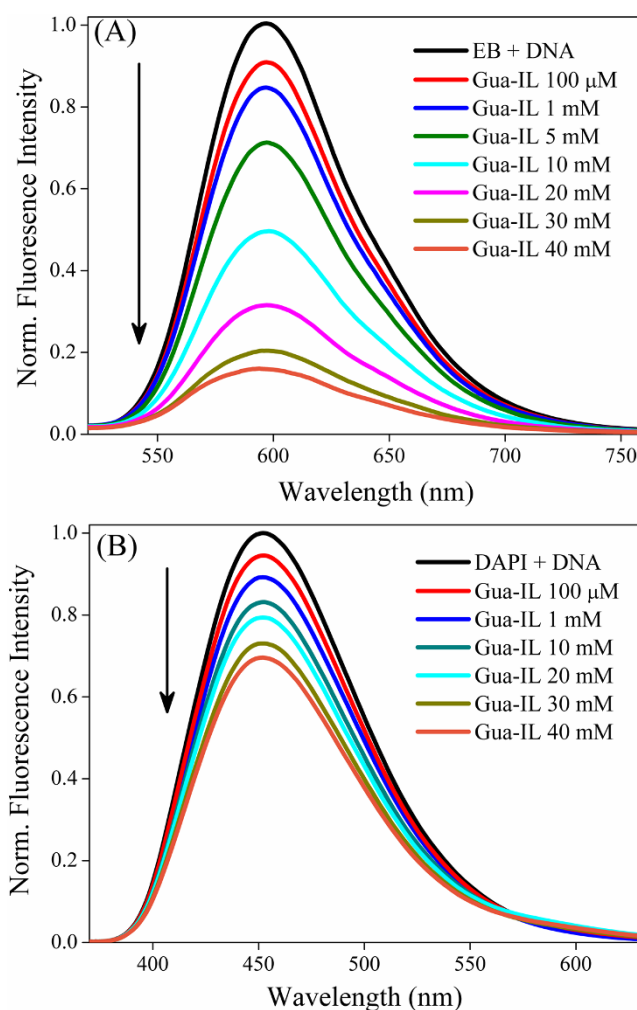 (A)
EB + DNA
Gua-IL 100 μM
Gua-IL 1 mM
Gua-IL 5 mM
Gua-IL 10 mM
Gua-IL 20 mM
Gua-IL 30 mM
Gua-IL 40 mM
Norm. Fluoresence Intensity
1.0
0.8
0.6
0.4
0.2
0.0
550 600 650 700 750
Wavelength (nm)
(B)
DAPI + DNA
Gua-IL 100 μM
Gua-IL 1 mM
Gua-IL 10 mM
Gua-IL 20 mM
Gua-IL 30 mM
Gua-IL 40 mM
Norm. Fluorescence Intensity
1.0
0.8
0.6
0.4
0.2
0.0
400 450 500 550 600
Wavelength (nm)